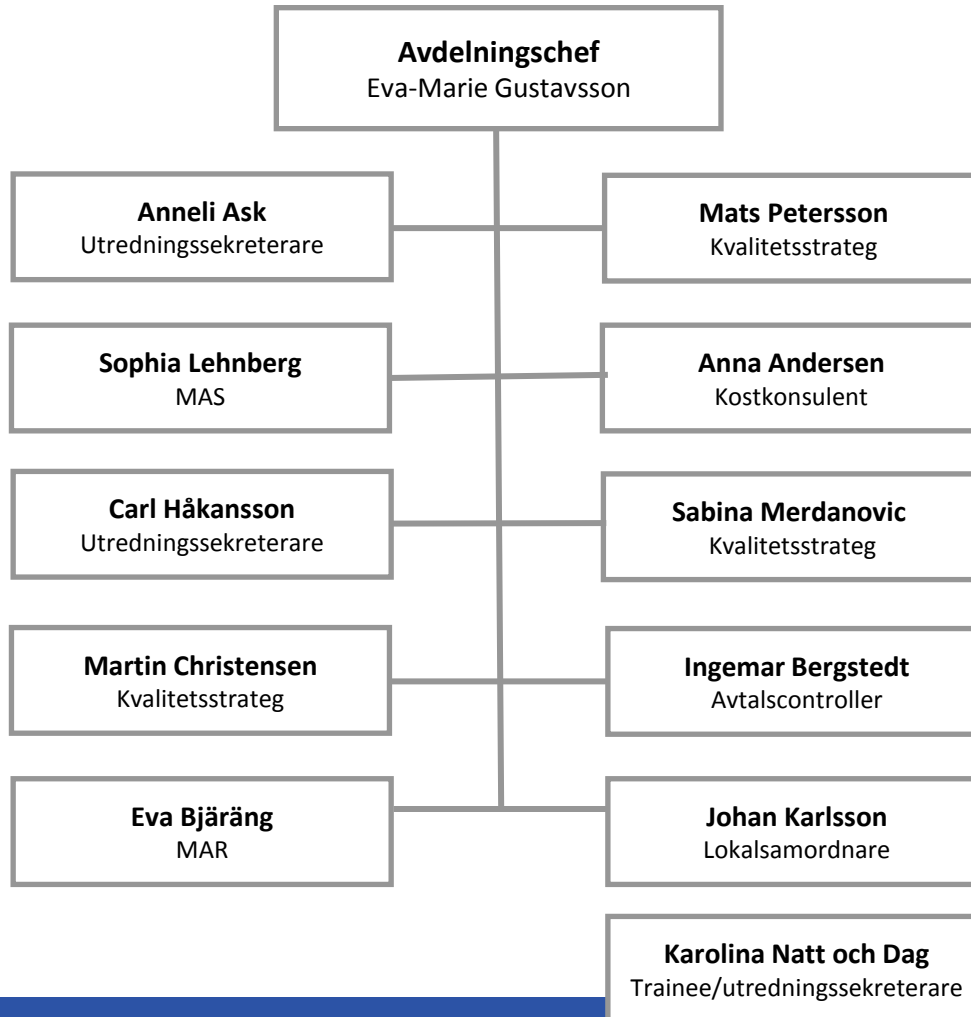 Avdelningschef
Eva-Marie Gustavsson
Anneli Ask
Utredningssekreterare
Mats Petersson
Kvalitetsstrateg
Sophia Lehnberg
MAS
Anna Andersen
Kostkonsulent
Carl Håkansson
Utredningssekreterare
Sabina Merdanovic
Kvalitetsstrateg
Martin Christensen
Kvalitetsstrateg
Ingemar Bergstedt
Avtalscontroller
Eva Bjäräng
MAR
Johan Karlsson
Lokalsamordnare
Karolina Natt och Dag
Trainee/utredningssekreterare